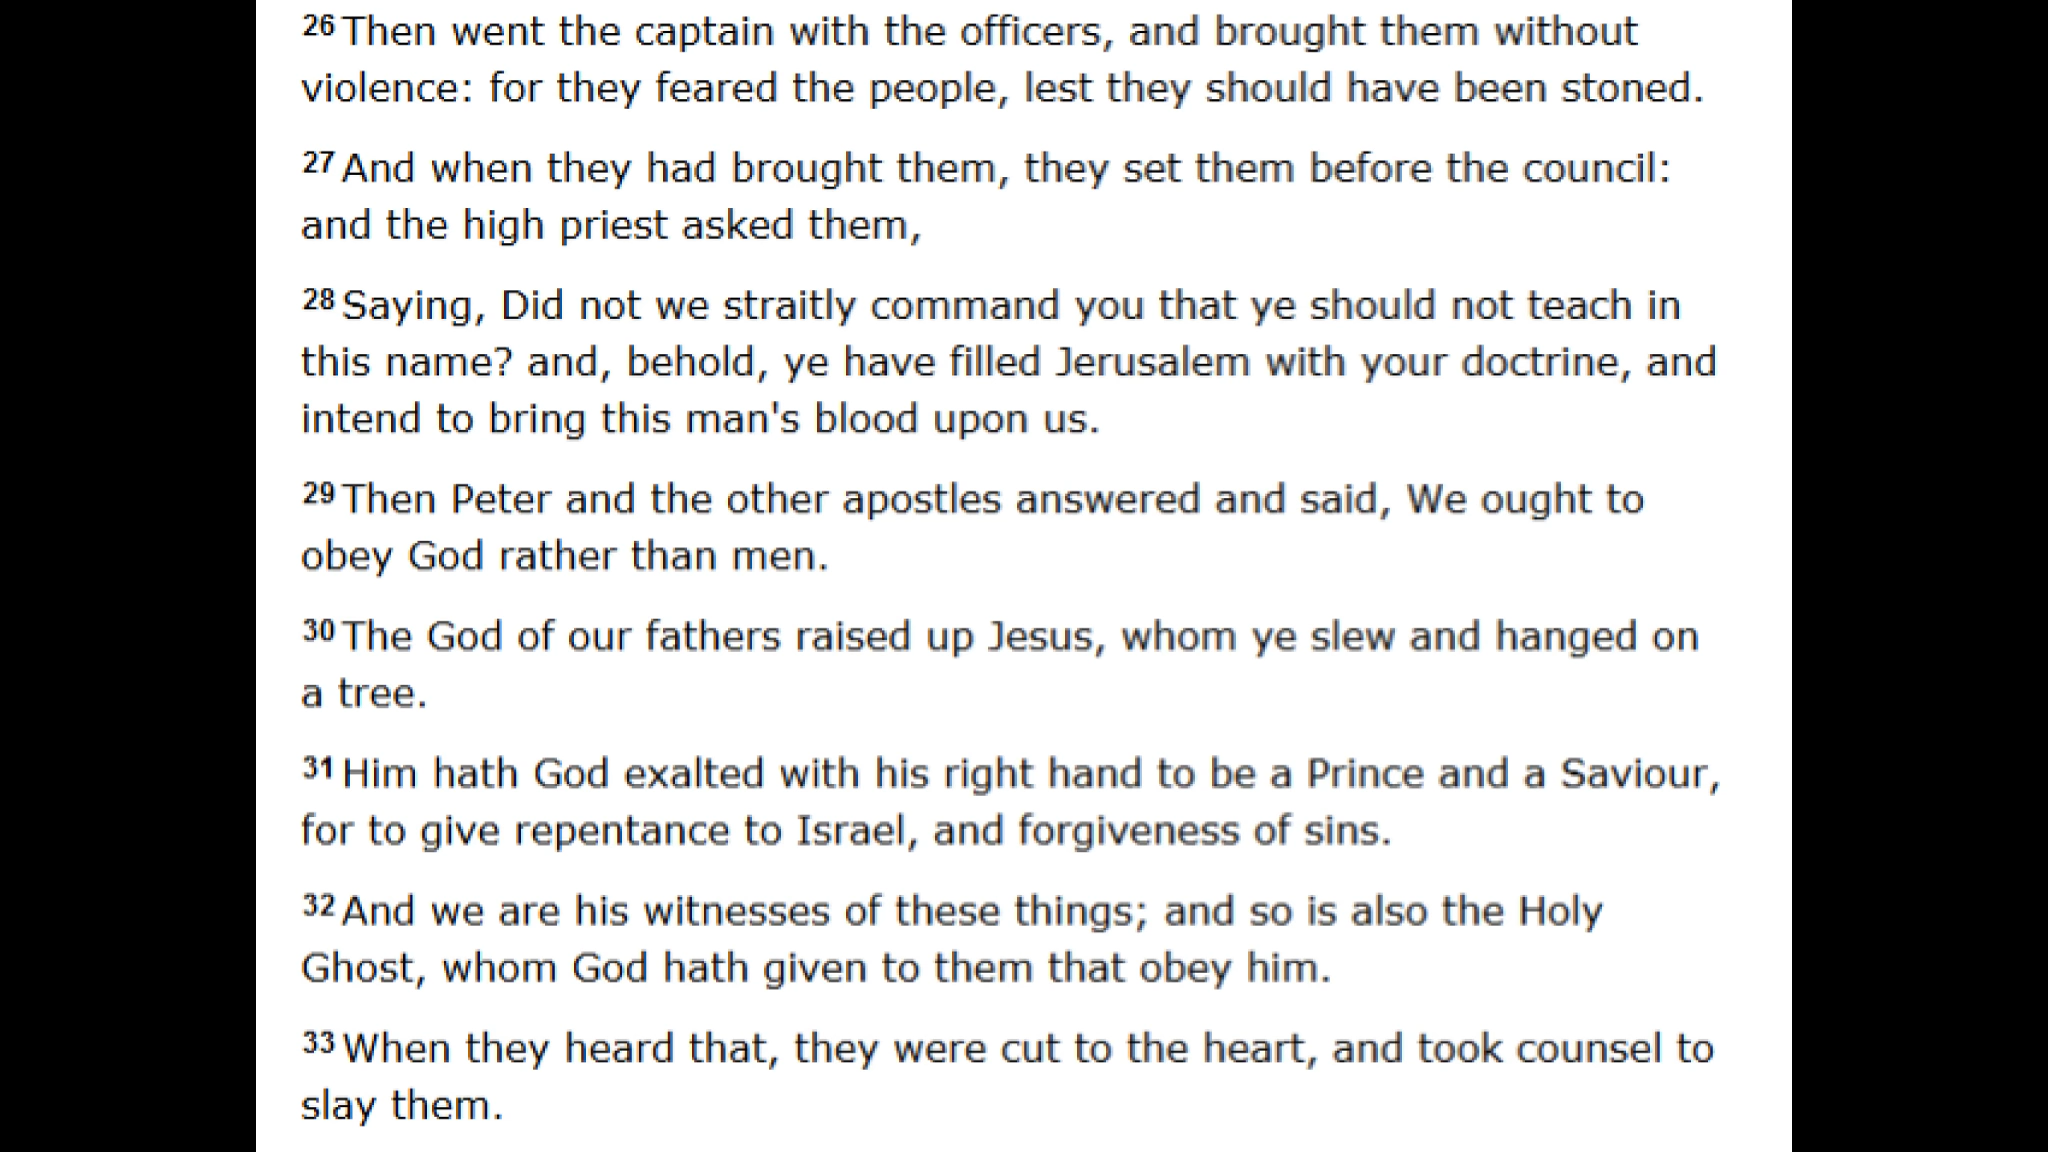 26 Then went the captain with the officers, and brought them without
violence: for they feared the people, lest they should have been stoned.
27 And when they had brought them, they set them before the council:
and the high priest asked them,
28 Saying, Did not we straitly command you that ye should not teach in
this name? and, behold, ye have filled Jerusalem with your doctrine, and
intend to bring this man's blood upon us.
29 Then Peter and the other apostles answered and said, We ought to
obey God rather than men.
30 The God of our fathers raised up Jesus, whom ye slew and hanged on
a tree.
31 Him hath God exalted with his right hand to be a Prince and a Saviour,
for to give repentance to Israel, and forgiveness of sins.
32 And we are his witnesses of these things; and so is also the Holy
Ghost, whom God hath given to them that obey him.
33 When they heard that, they were cut to the heart, and took counsel to
slay them.